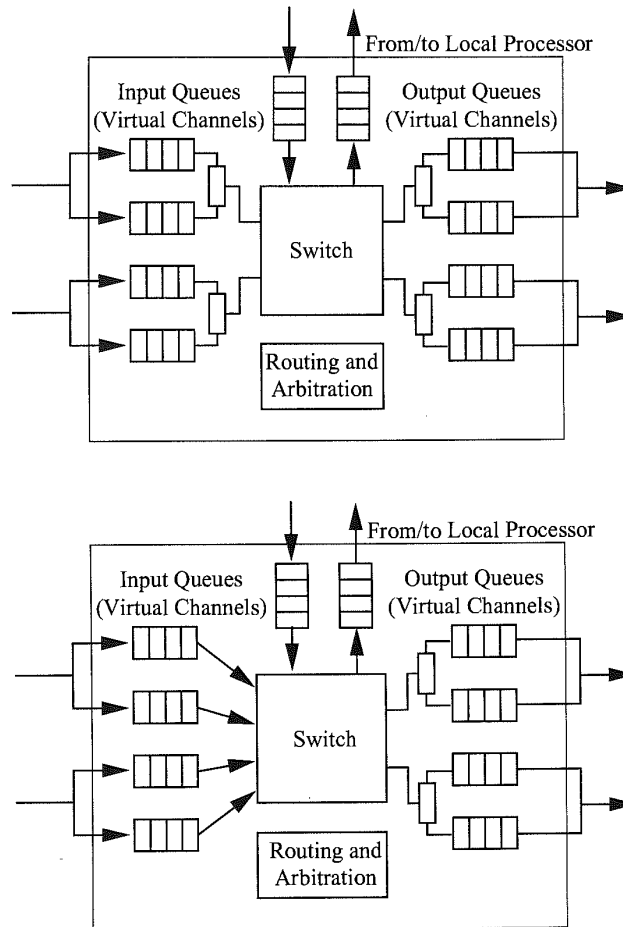 From/to Local Processor
Input Queues
(Virtual Channels)
Output Queues
(Virtual Channels)
Switch
Routing and
Arbitration
From/to Local Processor
Input Queues
(Virtual Channels)
Output Queues
(Virtual Channels)
Switch
Routing and
Arbitration